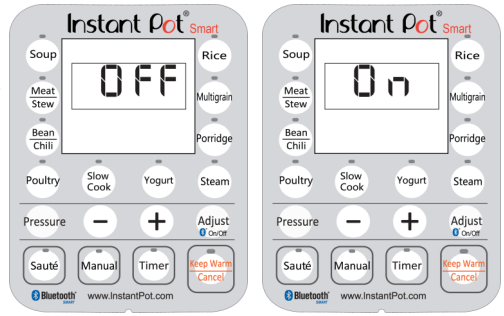 Instant Pot® Smart
Soup
Rice
OFF
Meat
Stew
Multigrain
Bean
Chili
Porridge
Poultry
Slow
Cook
Yogurt
Steam
Pressure
−
+
Adjust
On/Off
Sauté
Manual
Timer
Keep Warm
Cancel
Bluetooth®
SMART
www.InstantPot.com
Instant Pot® Smart
Soup
Rice
On
Meat
Stew
Multigrain
Bean
Chili
Porridge
Poultry
Slow
Cook
Yogurt
Steam
Pressure
−
+
Adjust
On/Off
Sauté
Manual
Timer
Keep Warm
Cancel
Bluetooth®
SMART
www.InstantPot.com